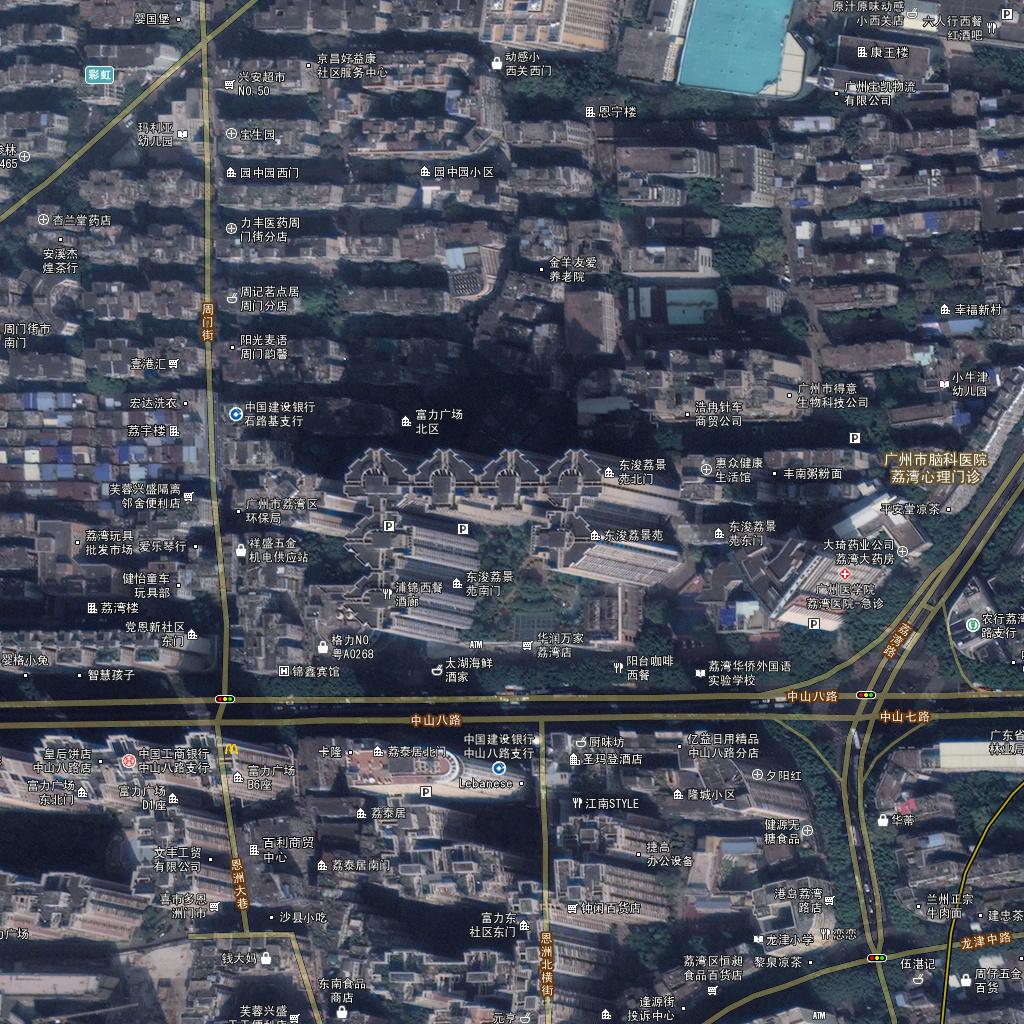 婴国堡
原汁原味动感
小西关店
六人行西餐
红酒吧
P
康王楼
动感小
西关西门
京昌好益康
社区服务中心
彩虹
兴安超市
NO.50
广州宝凯物流
有限公司
恩宁楼
玛利亚
幼儿园
宝生园
465
园中园西门
园中园小区
杏兰堂药店
力丰医药周
门街分店
安溪杰
煌茶行
金羊友爱
养老院
周记茗点居
周门分店
幸福新村
周门街
周门街市
南门
阳光麦语
周门韵馨
壹港汇
小牛津
幼儿园
广州市得意
生物科技公司
宏达洗衣
中国建设银行
石路基支行
富力广场
北区
浩冉针车
商贸公司
荔宇楼
P
广州市脑科医院
荔湾心理门诊
东浚荔景
苑北门
惠众健康
生活馆
丰南粥粉面
芙蓉兴盛隔离
邻舍便利店
广州市荔湾区
环保局
平安堂凉茶
P
P
东浚荔景苑
东浚荔景
苑东门
荔湾玩具
批发市场
爱乐琴行
祥盛五金
机电供应站
大琦药业公司
荔湾大药房
健怡童车
玩具部
浦锦西餐
酒廊
东浚荔景
苑南门
广州医学院
荔湾医院-急诊
荔湾楼
党恩新社区
东门
P
农行荔湾
路支行
荔湾路
格力NO
粤A0268
ATM
华润万家
荔湾店
婴格小兔
智慧孩子
H
锦鑫宾馆
太湖海鲜
酒家
阳台咖啡
西餐
荔湾华侨外国语
实验学校
中山八路
中山八路
中山七路
皇后饼店
中山八路店
中国工商银行
中山八路支行
卡隆
荔泰居北门
中国建设银行
中山八路支行
厨味坊
圣玛登酒店
亿益日用精品
中山八路分店
广东省
林业局
富力广场
东北门
富力广场
D1座
富力广场
B6座
P
Lebanese
夕阳红
江南STYLE
隆城小区
荔泰居
华蒂
健源无
糖食品
文丰工贸
有限公司
百利商贸
中心
捷高
办公设备
荔泰居南门
恩洲大巷
喜市多恩
洲门市
沙县小吃
钟闲百货店
港岛荔湾
路店
兰州正宗
牛肉面
建忠茶
富力东
社区东门
恩洲北横街
龙津小学
恋恋
龙津中路
钱大妈
荔湾区恒昶
食品百货店
黎泉凉茶
伍湛记
东南食品
商店
周仔五金
百货
芙蓉兴盛
逢源街
投诉中心
ATM
元亨